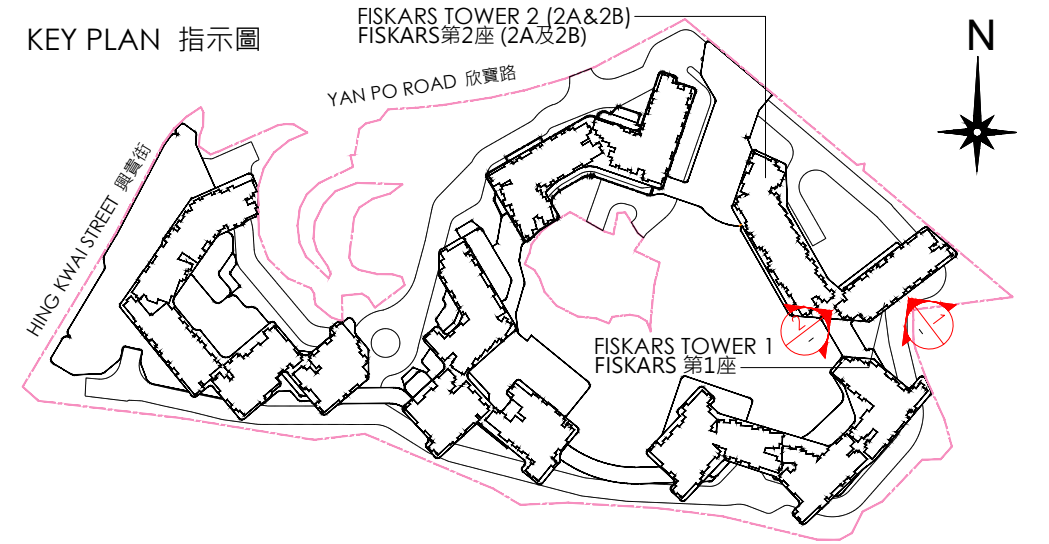 FISKARS TOWER 2 (2A&2B)
FISKARS第2座 (2A及2B)
KEY PLAN 指示圖
N
YAN PO ROAD 欣寶路
HING KWAI STREET 興貴街
2
-
1
-
FISKARS TOWER 1
FISKARS 第1座